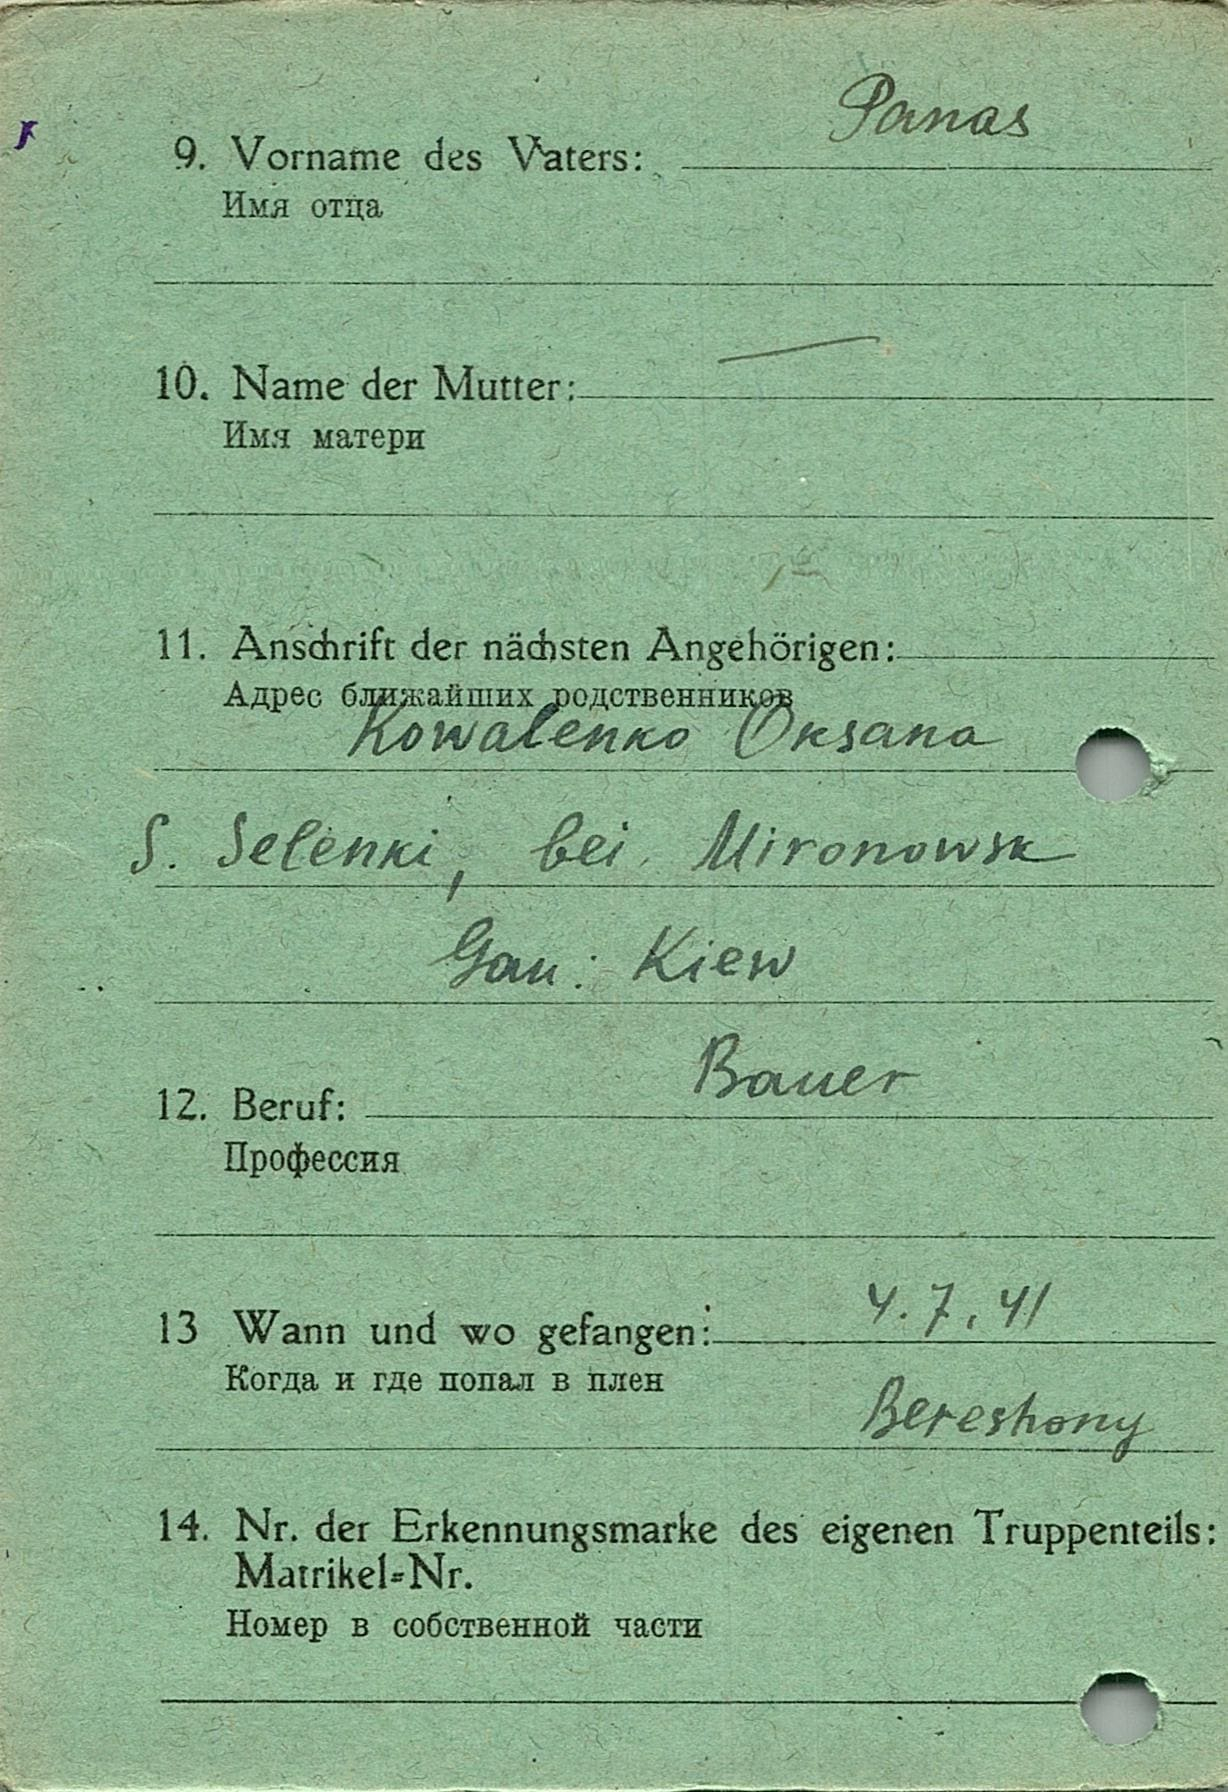 Panas
9. Vorname des Vaters:
Имя отца
10. Name der Mutter:
Имя матери
11. Anschrift der nächsten Angehörigen:
Адрес ближайших родственников
Kowalenko Oksana
S. Selenki, bei Mironowsk
Gau: Kiew
Bauer
12. Beruf:
Профессия
4.7.41
13 Wann und wo gefangen:
Когда и где попал в плен
Bereshony
14. Nr. der Erkennungsmarke des eigenen Truppenteils:
Matrikel-Nr.
Номер в собственной части